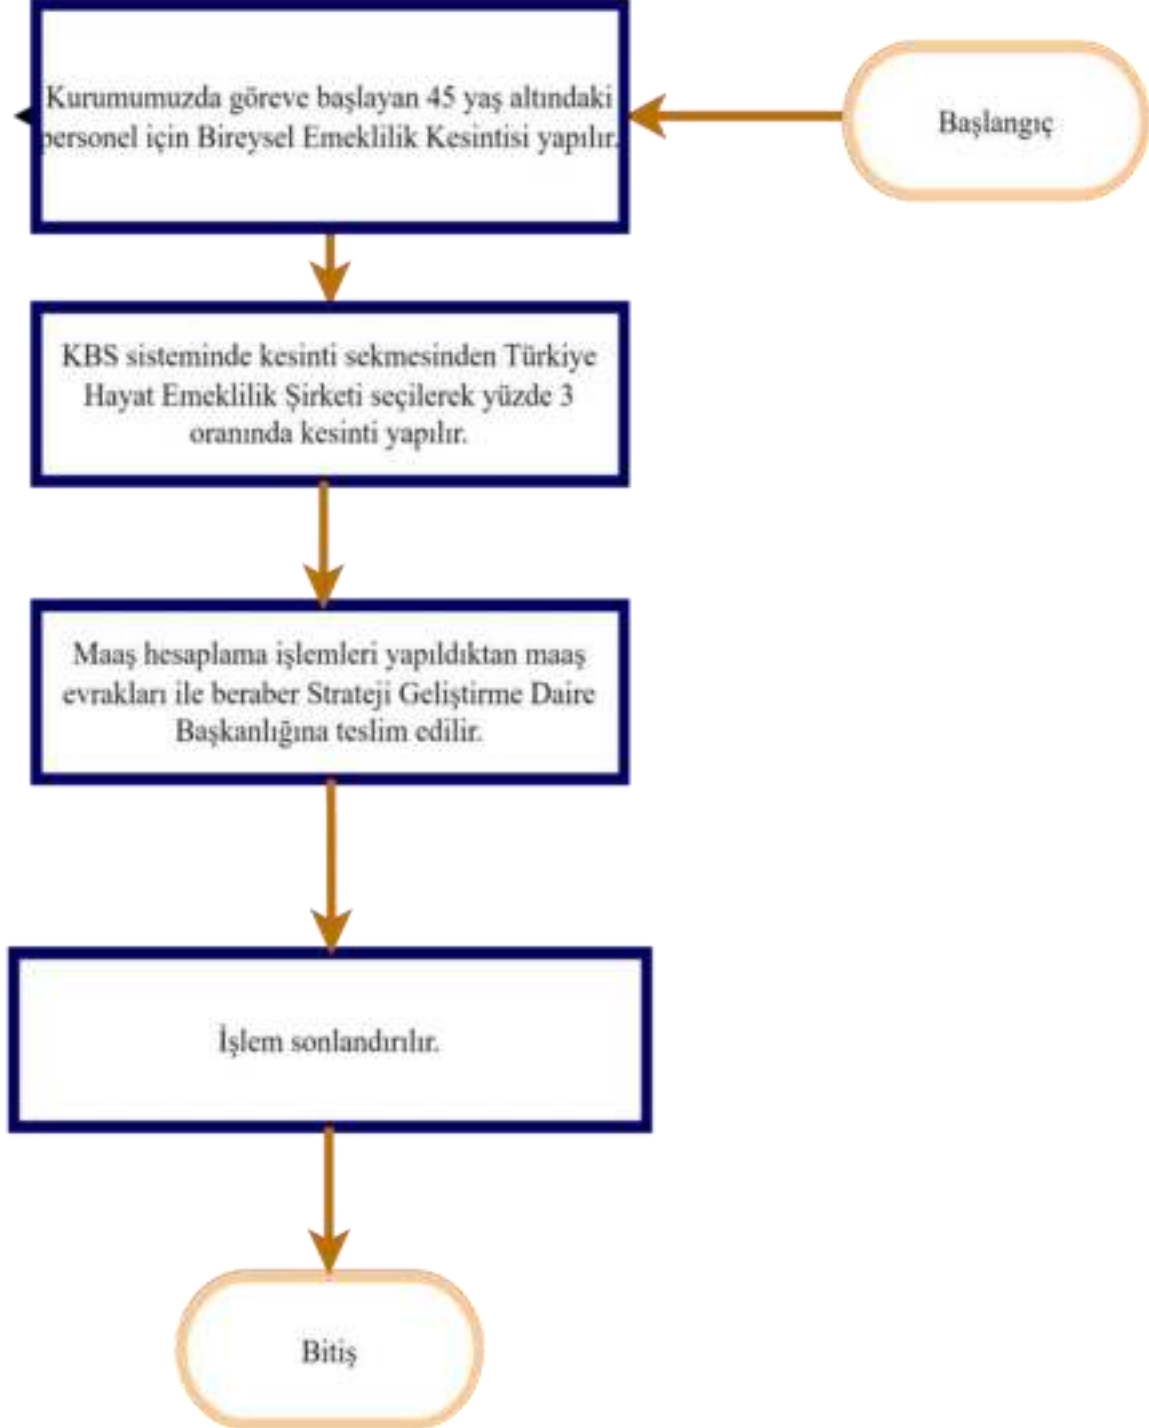 Başlangıç
Kurumumuzda göreve başlayan 45 yaş altındaki
personel için Bireysel Emeklilik Kesintisi yapılır.
KBS sisteminde kesinti sekmesinden Türkiye
Hayat Emeklilik Şirketi seçilerek yüzde 3
oranında kesinti yapılır.
Maaş hesaplama işlemleri yapıldıktan maaş
evrakları ile beraber Strateji Geliştirme Daire
Başkanlığına teslim edilir.
İşlem sonlandırılır.
Bitiş